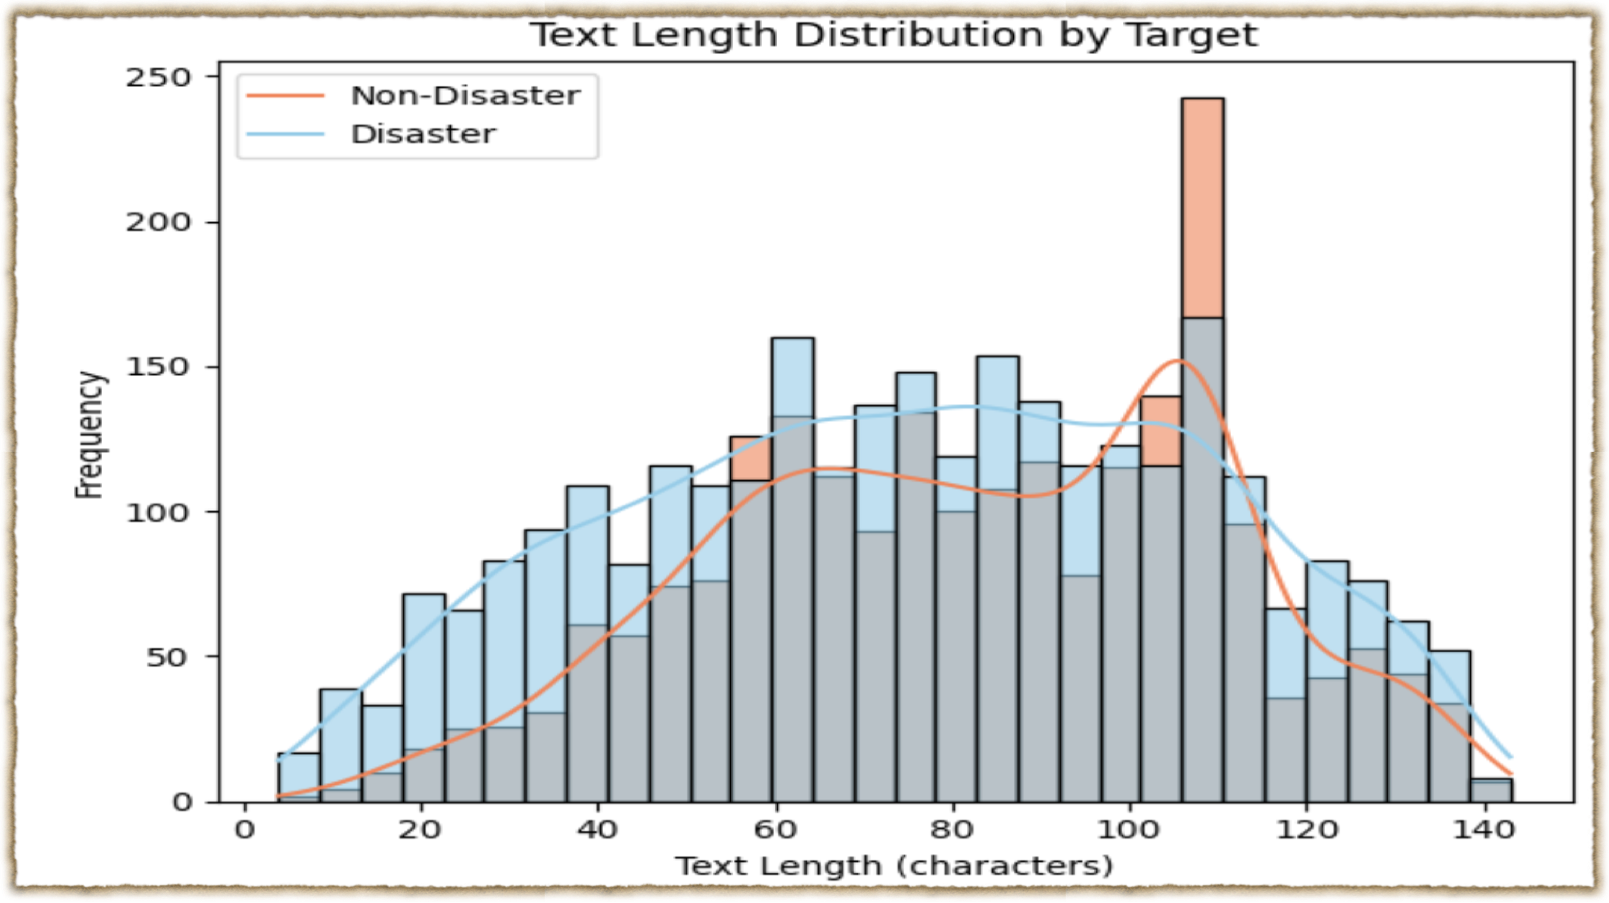 Text Length Distribution by Target
Non-Disaster
Disaster
250
200
150
100
50
0
Frequency
0 20 40 60 80 100 120 140
Text Length (characters)